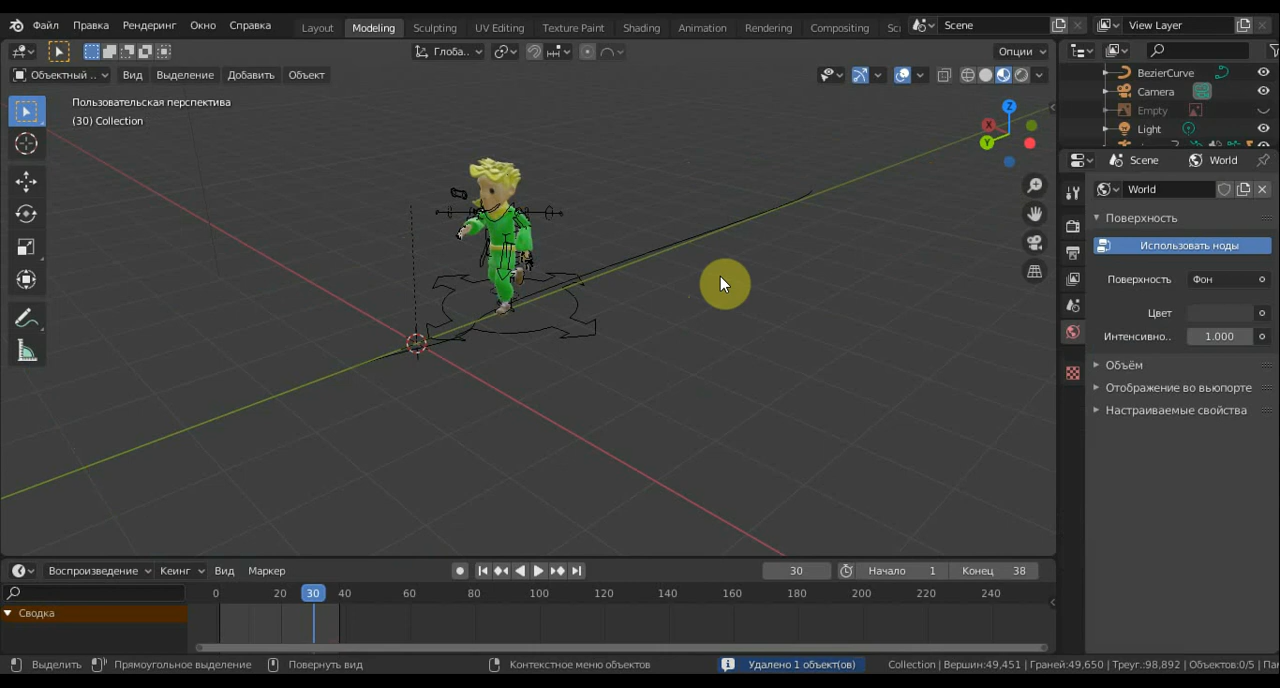 Файл Правка Рендеринг Окно Справка Layout Modeling Sculpting UV Editing Texture Paint Shading Animation Rendering Compositing Sc Scene View Layer
Глоба.. Опции
Объектный .. Вид Выделение Добавить Объект
Пользовательская перспектива
(30) Collection
X
Y
Z
BezierCurve
Camera
Empty
Light
Scene World
World
Поверхность
Использовать ноды
Поверхность Фон
Цвет
Интенсивно.. 1.000
Объём
Отображение во вьюпорте
Настраиваемые свойства
Воспроизведение Кеинг Вид Маркер 30 Начало 1 Конец 38
0 20 30 40 60 80 100 120 140 160 180 200 220 240
Сводка
Выделить Прямоугольное выделение Повернуть вид Контекстное меню объектов Удалено 1 объект(ов) Collection | Вершин:49,451 | Граней:49,650 | Треуг.:98,892 | Объектов:0/5 | Па